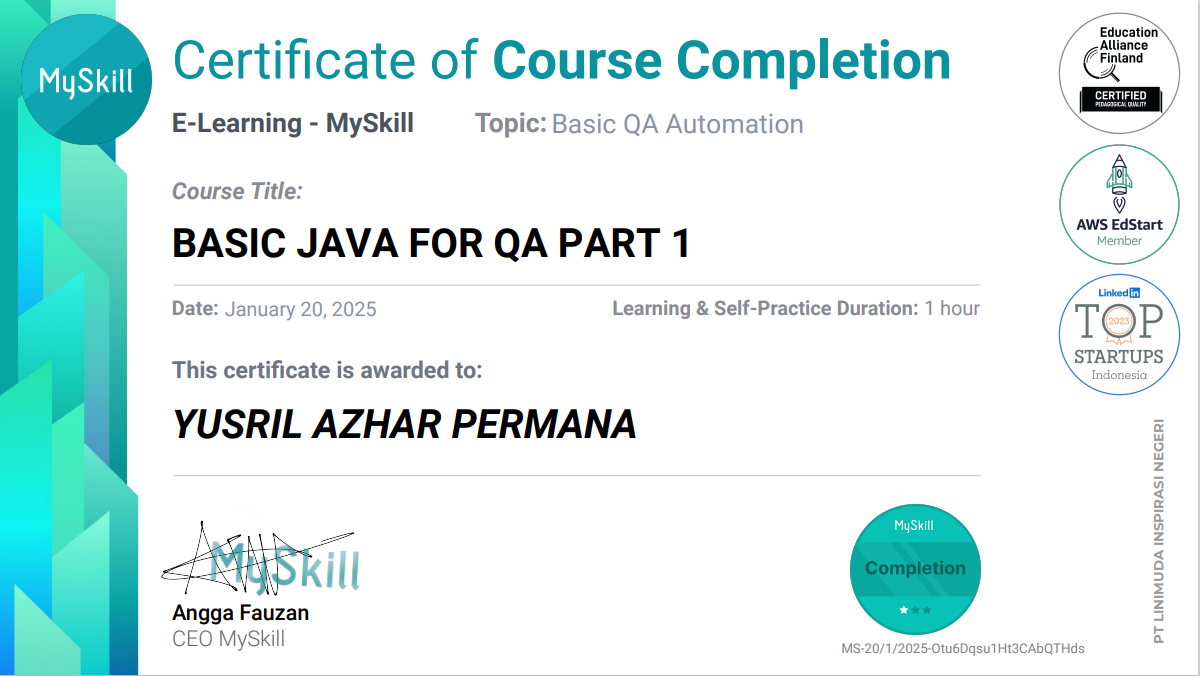 MySkill
Certificate of Course Completion
E-Learning - MySkill
Topic: Basic QA Automation
Course Title:
BASIC JAVA FOR QA PART 1
Date: January 20, 2025
Learning & Self-Practice Duration: 1 hour
This certificate is awarded to:
YUSRIL AZHAR PERMANA
MySkill
Angga Fauzan
CEO MySkill
MySkill
Completion
MS-20/1/2025-Otu6Dqsu1Ht3CAbQTHds
Education
Alliance
Finland
CERTIFIED
PEDAGOGICAL QUALITY
AWS EdStart
Member
Linkedin
TOP
2023
STARTUPS
Indonesia
PT LINIMUDA INSPIRASI NEGERI